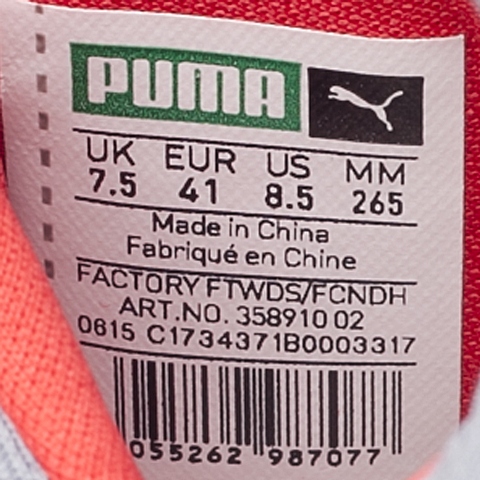 PUMA
UK EUR US MM
7.5 41 8.5 265
Made in China
Fabriqué en Chine
FACTORY FTWDS/FCNDH
ART.NO. 358910 02
0615 C1734371B0003317
055262 987077